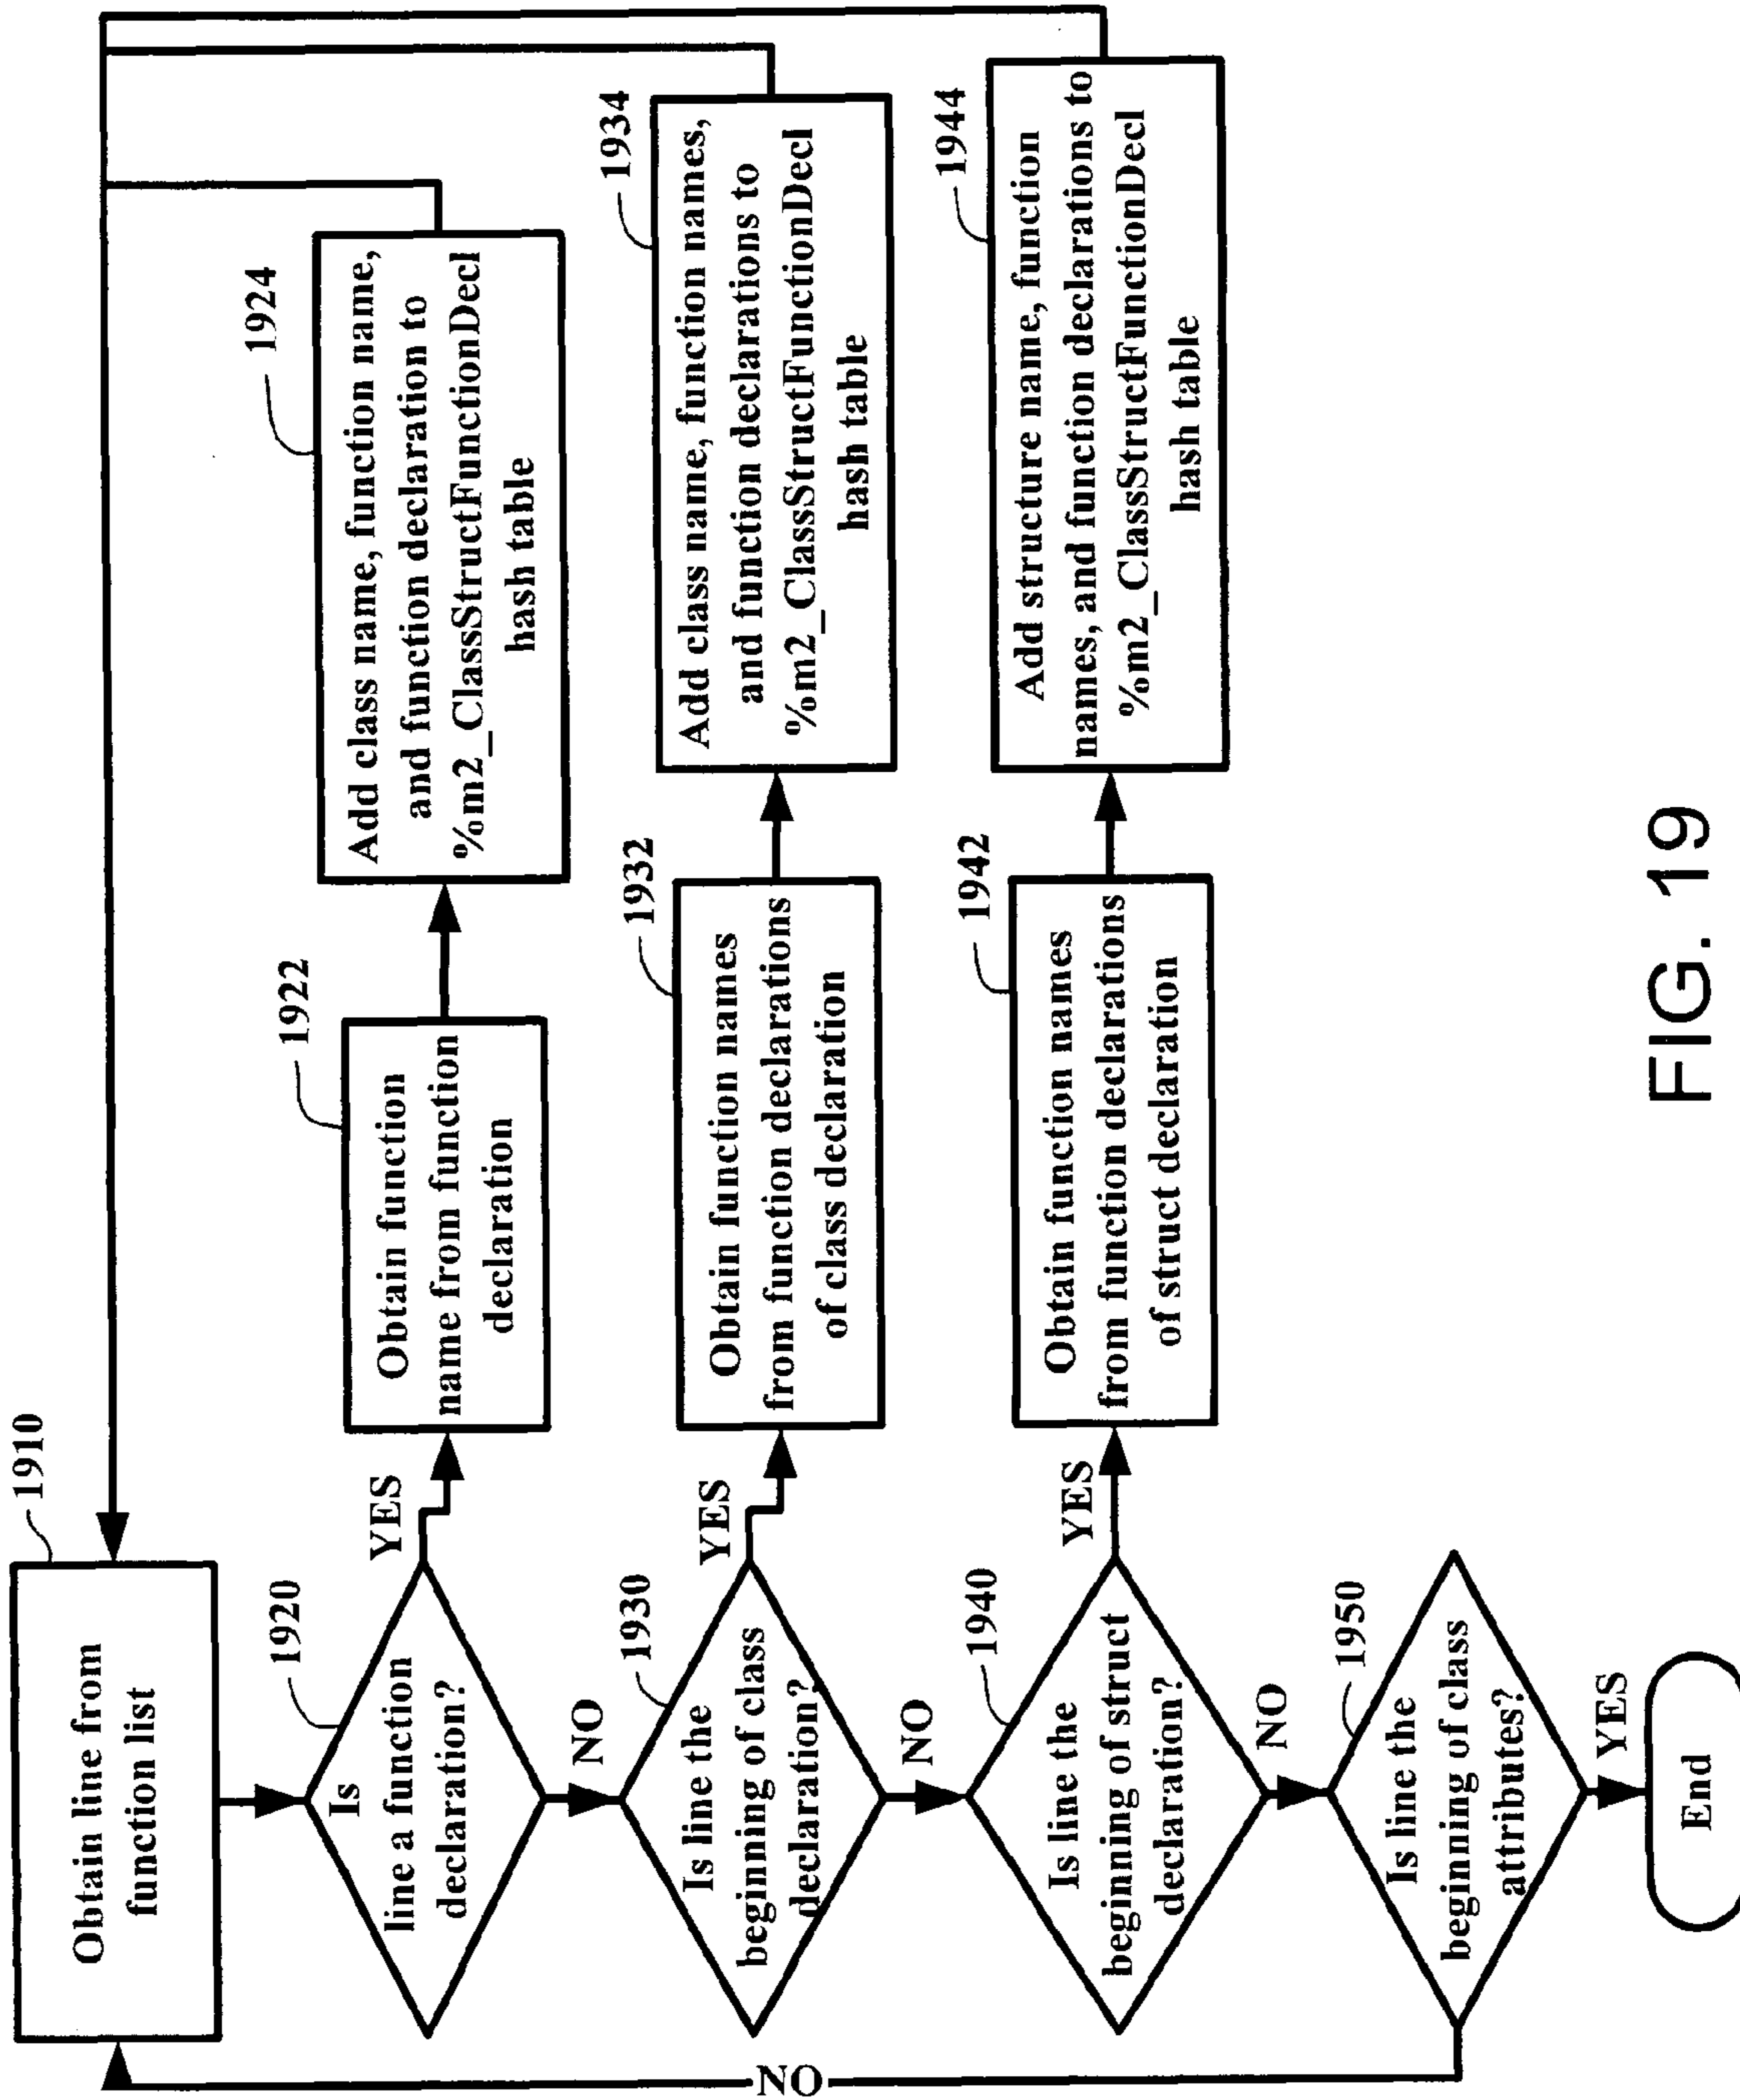 1910
Obtain line from
function list
1920
Is
line a function
declaration?
YES
1922
Obtain function
name from function
declaration
1924
Add class name, function name,
and function declaration to
%m2_ClassStructFunctionDecl
hash table
NO
1930
Is line the
beginning of class
declaration?
YES
1932
Obtain function names
from function declarations
of class declaration
1934
Add class name, function names,
and function declarations to
%m2_ClassStructFunctionDecl
hash table
NO
1940
Is line the
beginning of struct
declaration?
YES
1942
Obtain function names
from function declarations
of struct declaration
1944
Add structure name, function
names, and function declarations to
%m2_ClassStructFunctionDecl
hash table
NO
1950
Is line the
beginning of class
attributes?
NO
YES
End
FIG. 19